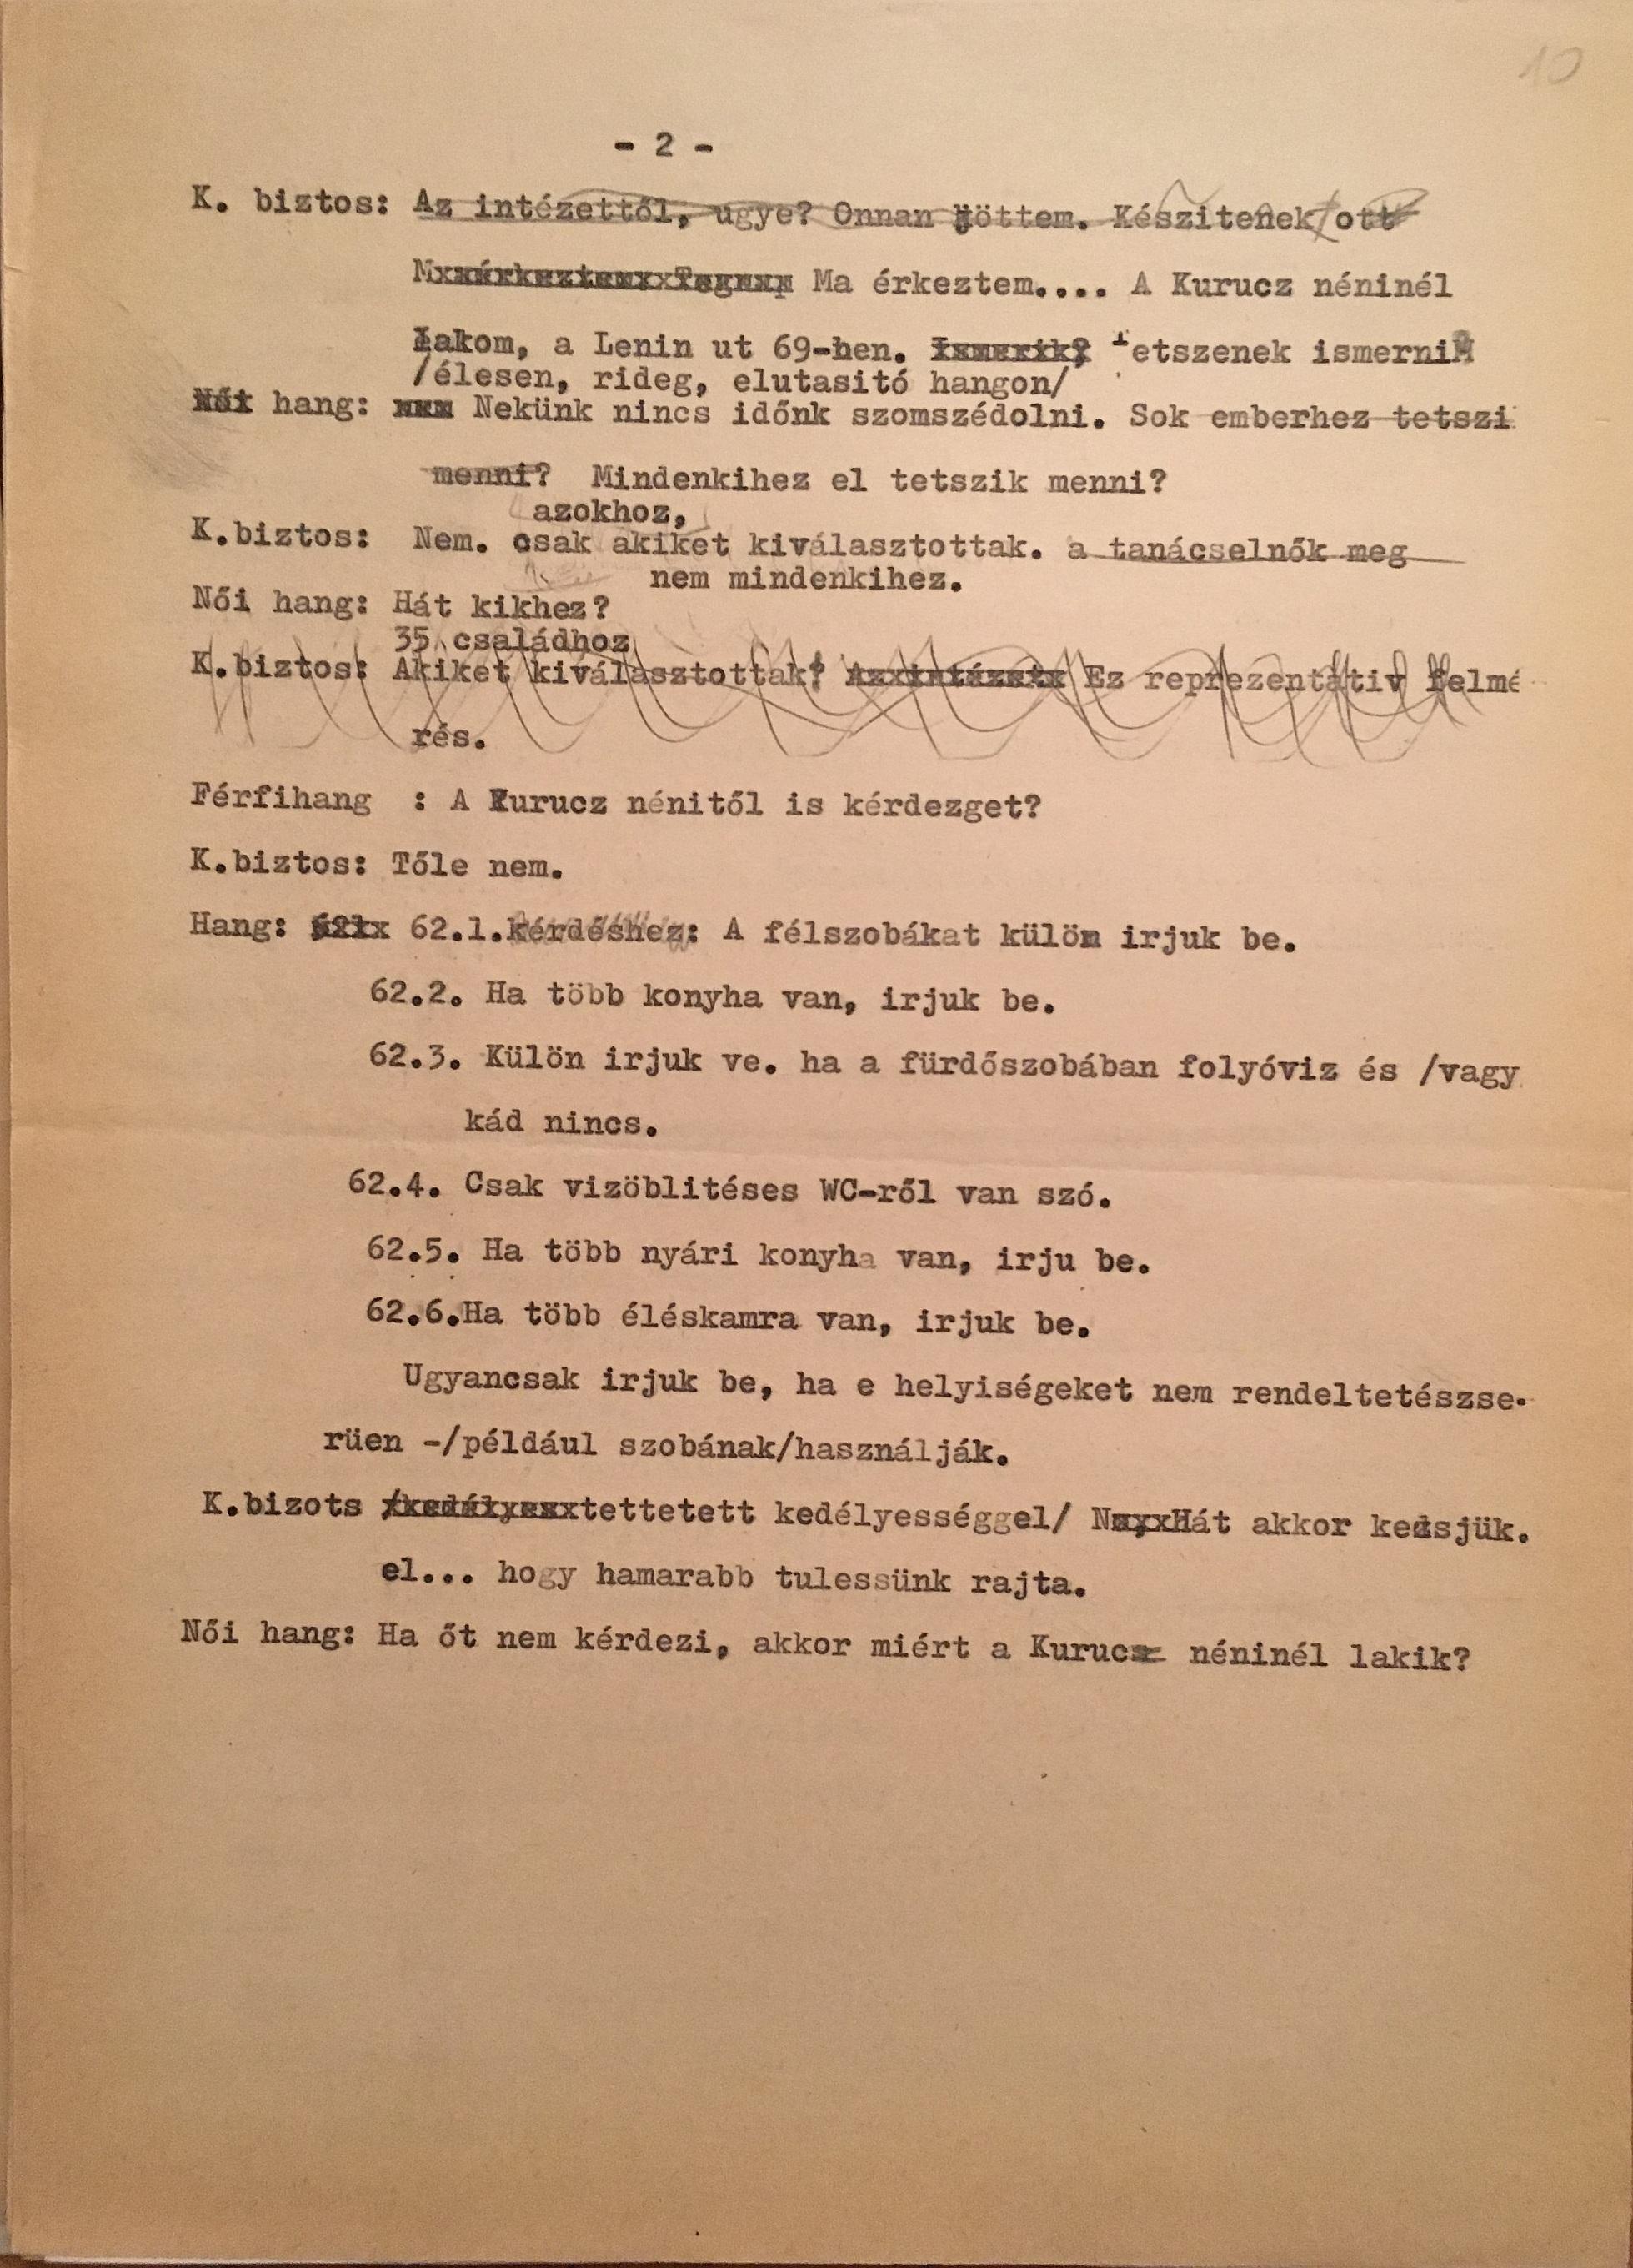 10
- 2 -
K. biztos: Az intézettől, ugye? Onnan jöttem. Készitenek ott
Ma érkeztem.... A Kurucz néninél
lakom, a Lenin ut 69-ben. Ismerik? Tetszenek ismerni?
/élesen, rideg, elutasitó hangon/
Női hang: Nekünk nincs időnk szomszédolni. Sok emberhez tetszi
menni? Mindenkihez el tetszik menni?
azokhoz,
K.biztos: Nem. csak akiket kiválasztottak. a tanácselnők meg
nem mindenkihez.
Női hang: Hát kikhez?
35 családhoz
K.biztos: Akiket kiválasztottak? Az intézet Ez reprezentativ felmé
rés.
Férfihang : A Kurucz nénitől is kérdezget?
K.biztos: Tőle nem.
Hang: 62.1.kérdéshez: A félszobákat külön irjuk be.
62.2. Ha több konyha van, irjuk be.
62.3. Külön irjuk ve. ha a fürdőszobában folyóviz és /vagy
kád nincs.
62.4. Csak vizöblitéses WC-ről van szó.
62.5. Ha több nyári konyha van, irju be.
62.6.Ha több éléskamra van, irjuk be.
Ugyancsak irjuk be, ha e helyiségeket nem rendeltetészse-
rüen -/például szobának/használják.
K.bizots /kedélyes tettetett kedélyességgel/ Hát akkor kedsjük.
el... hogy hamarabb tulessünk rajta.
Női hang: Ha őt nem kérdezi, akkor miért a Kurucz néninél lakik?